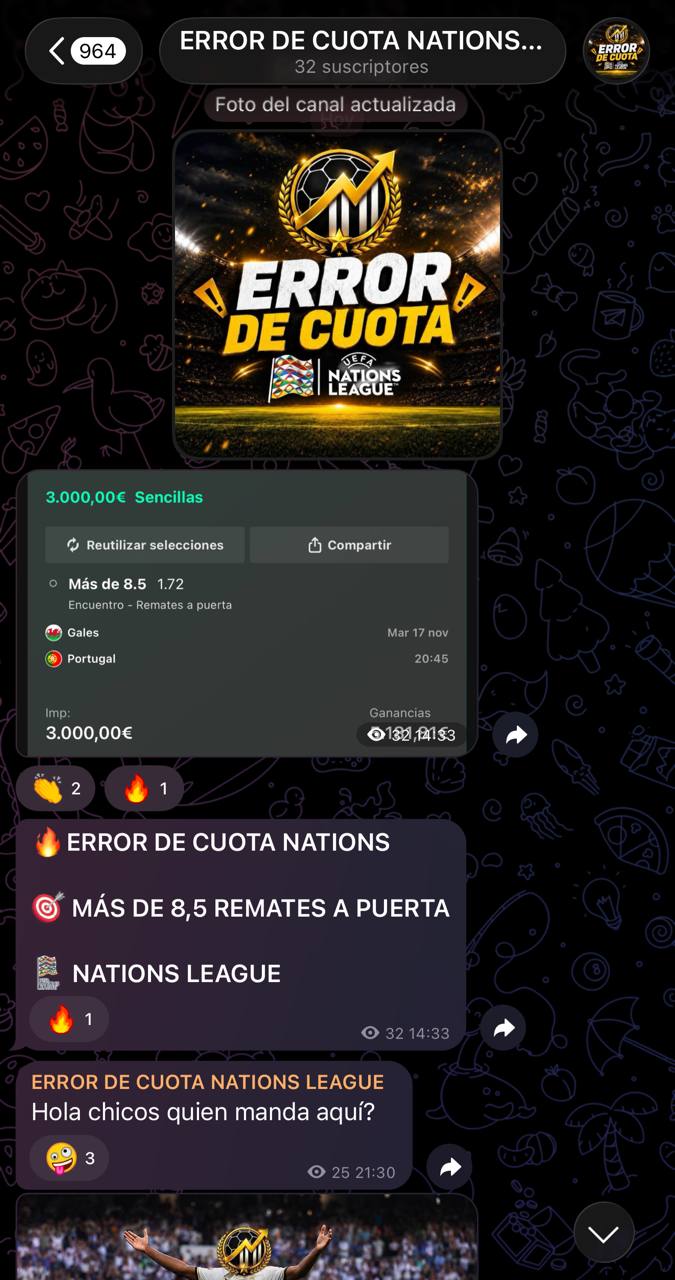 964
ERROR DE CUOTA NATIONS...
32 suscriptores
ERROR
DE CUOTA
Foto del canal actualizada
Hoy
ERROR
DE CUOTA
UEFA
NATIONS
LEAGUE
3.000,00€ Sencillas
Reutilizar selecciones
Compartir
Más de 8.5 1.72
Encuentro - Remates a puerta
Gales
Mar 17 nov
Portugal
20:45
Imp:
Ganancias
3.000,00€
32 14:33
👏 2
🔥 1
🔥ERROR DE CUOTA NATIONS
🎯 MÁS DE 8,5 REMATES A PUERTA
NATIONS LEAGUE
🔥 1
32 14:33
ERROR DE CUOTA NATIONS LEAGUE
Hola chicos quien manda aquí?
🤪 3
25 21:30